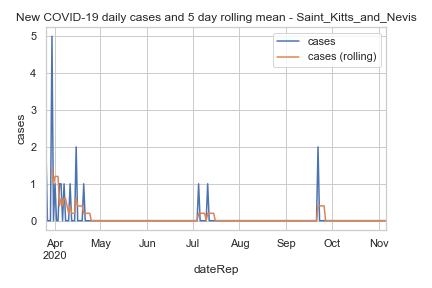 New COVID-19 daily cases and 5 day rolling mean - Saint_Kitts_and_Nevis
cases
cases (rolling)
cases
5
4
3
2
1
0
Apr
2020
May
Jun
Jul
Aug
Sep
Oct
Nov
dateRep